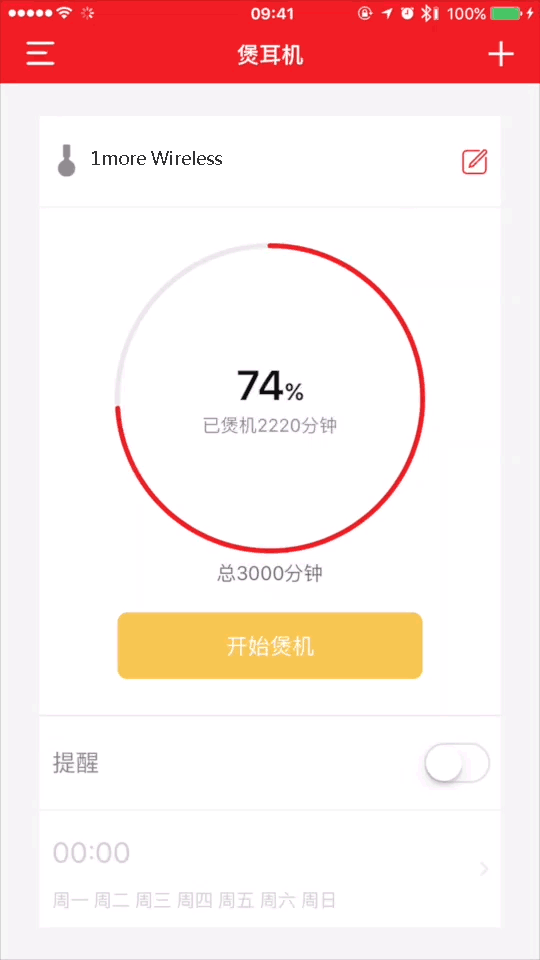 09:41
100%
煲耳机
1more Wireless
74%
已煲机2220分钟
总3000分钟
开始煲机
提醒
00:00
周一 周二 周三 周四 周五 周六 周日